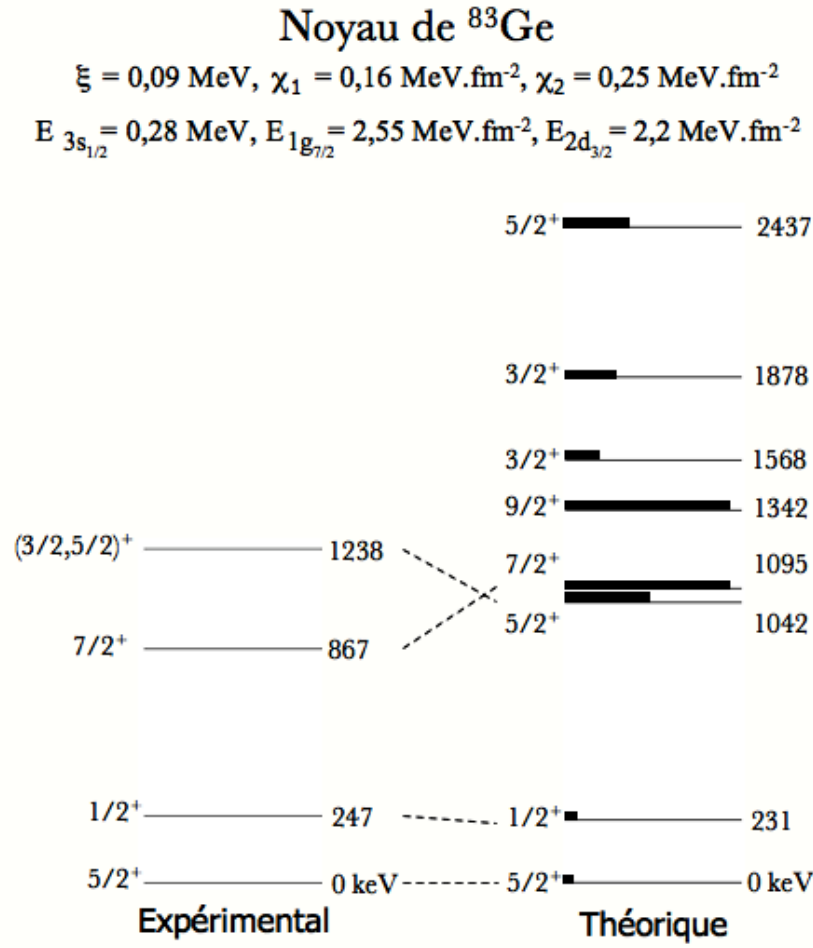 Noyau de ⁸³Ge
ξ = 0,09 MeV, χ₁ = 0,16 MeV.fm⁻², χ₂ = 0,25 MeV.fm⁻²
E 3s1/2 = 0,28 MeV, E 1g7/2 = 2,55 MeV.fm⁻², E 2d3/2 = 2,2 MeV.fm⁻²
5/2⁺ 2437
3/2⁺ 1878
3/2⁺ 1568
9/2⁺ 1342
(3/2,5/2)⁺ 1238
7/2⁺ 1095
5/2⁺ 1042
7/2⁺ 867
1/2⁺ 247 1/2⁺ 231
5/2⁺ 0 keV 5/2⁺ 0 keV
Expérimental Théorique